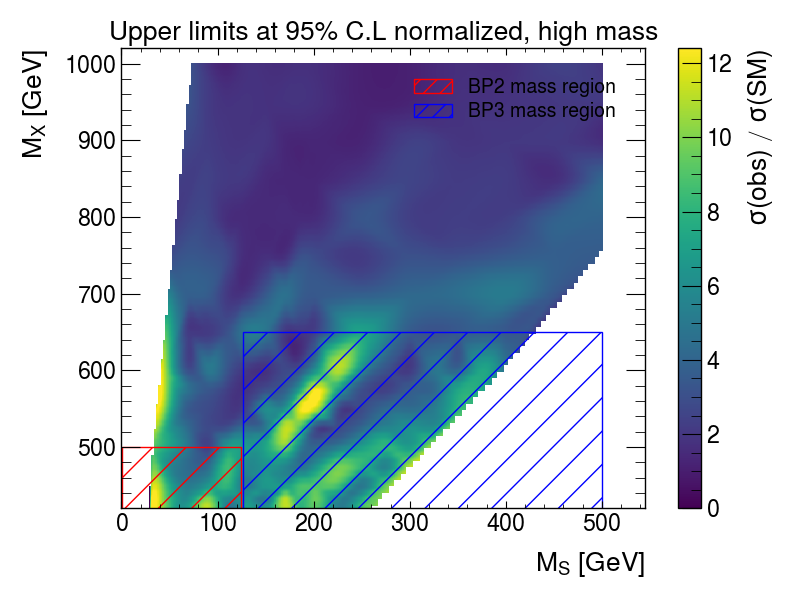 Upper limits at 95% C.L normalized, high mass
M_X [GeV]
1000
900
800
700
600
500
0 100 200 300 400 500
M_S [GeV]
BP2 mass region
BP3 mass region
12
10
8
6
4
2
0
σ(obs) / σ(SM)